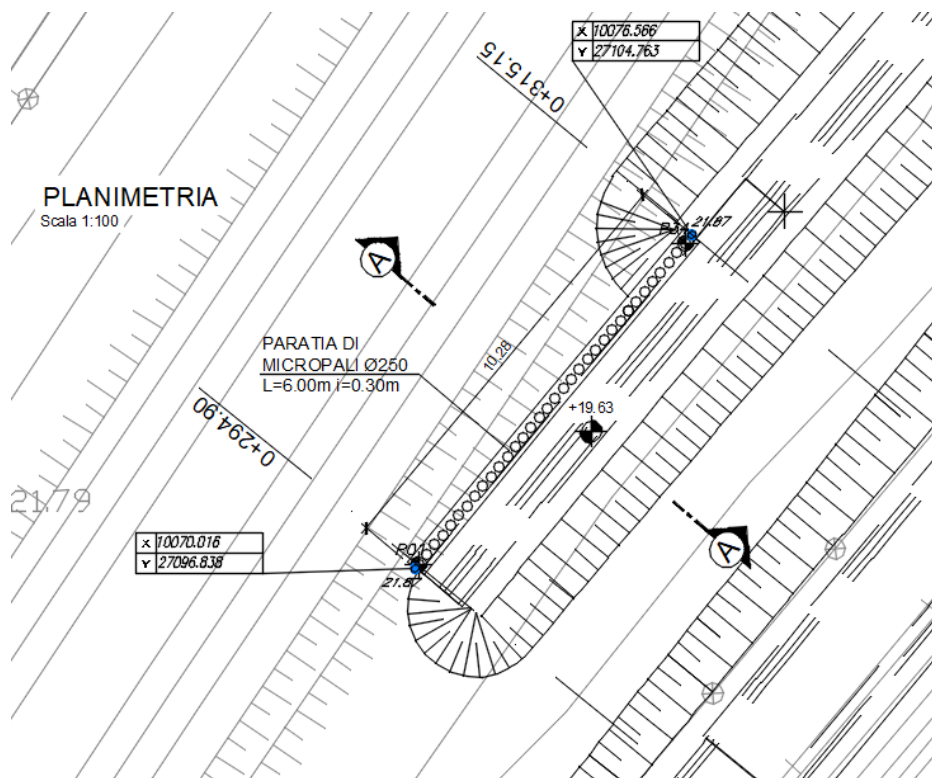 X 10076.566
Y 27104.763
0+315.15
PLANIMETRIA
Scala 1:100
21.87
A
PARATIA DI
MICROPALI Ø250
L=6.00m i=0.30m
10.28
+19.63
0+294.90
21.79
X 10070.016
Y 27096.838
A